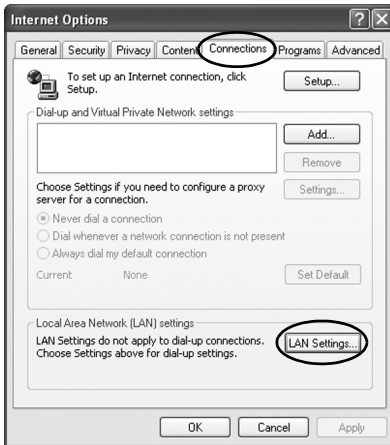 Internet Options
General Security Privacy Content Connections Programs Advanced
To set up an Internet connection, click
Setup.
Setup...
Dial-up and Virtual Private Network settings
Add...
Remove
Choose Settings if you need to configure a proxy
server for a connection.
Settings...
Never dial a connection
Dial whenever a network connection is not present
Always dial my default connection
Current None
Set Default
Local Area Network (LAN) settings
LAN Settings do not apply to dial-up connections.
Choose Settings above for dial-up settings.
LAN Settings...
OK Cancel Apply